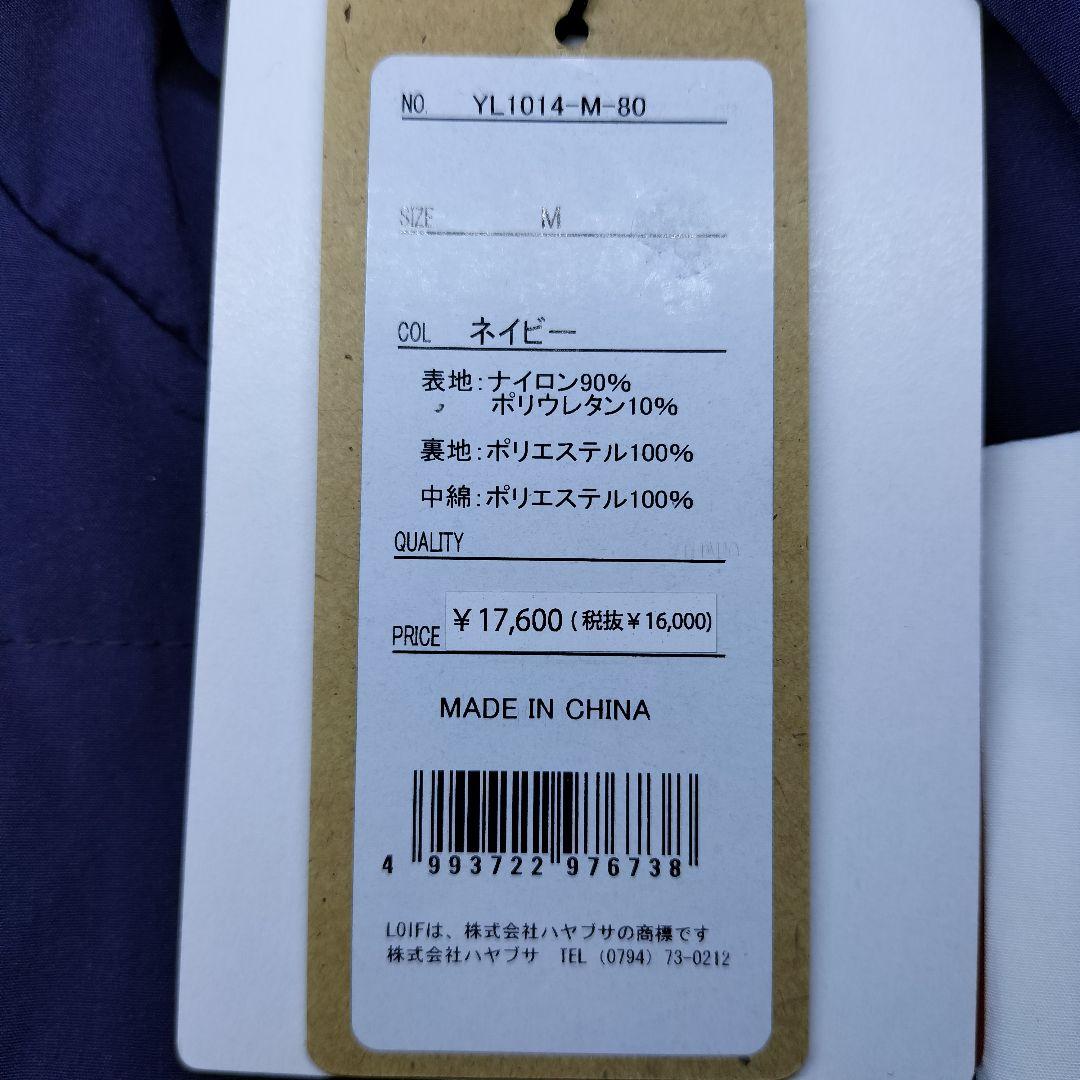 NO. YL1014-M-80
SIZE M
COL ネイビー
表地:ナイロン90%
ポリウレタン10%
裏地:ポリエステル100%
中綿:ポリエステル100%
QUALITY
PRICE ¥17,600(税抜¥16,000)
MADE IN CHINA
4 993722 976738
LOIFは、株式会社ハヤブサの商標です
株式会社ハヤブサ TEL (0794) 73-0212